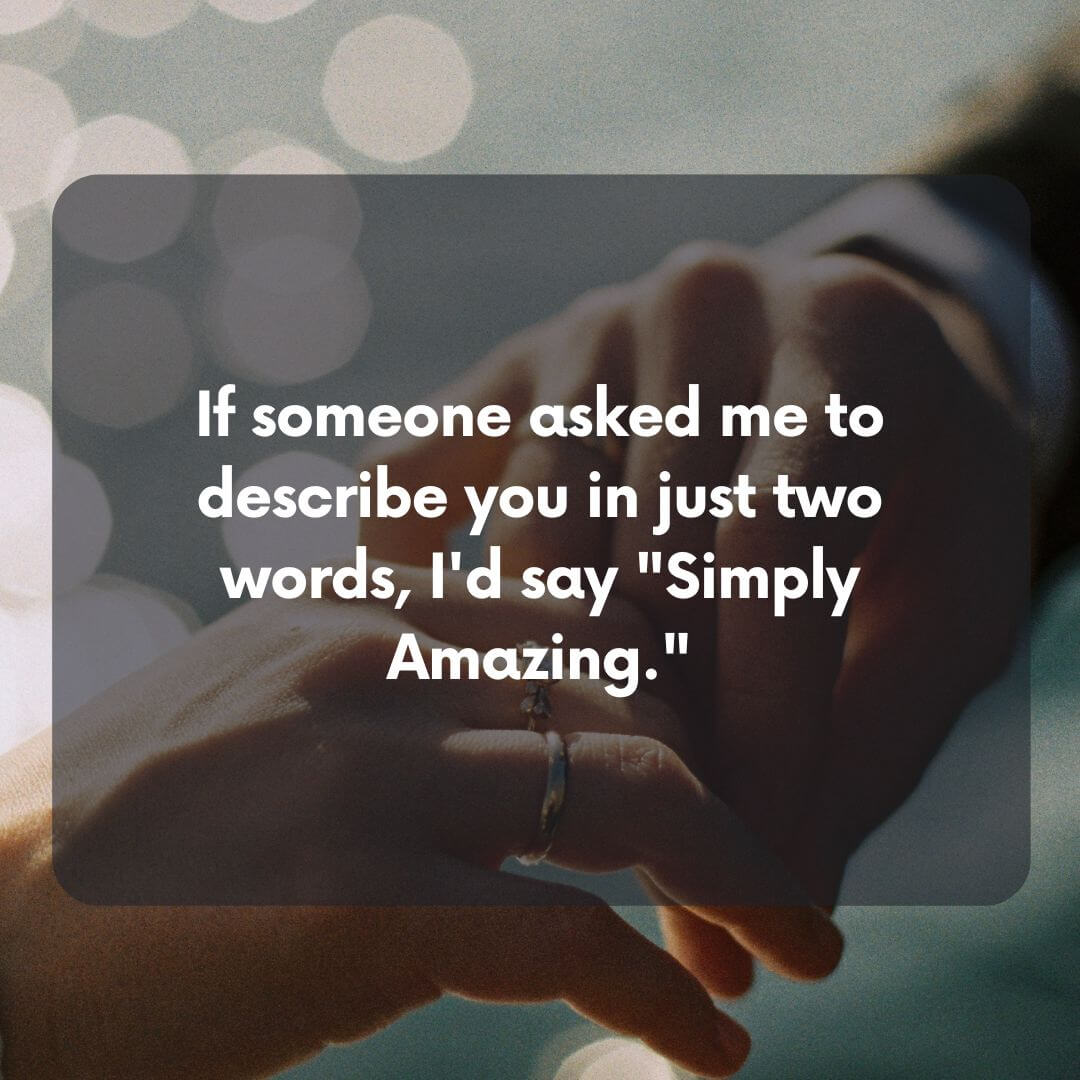 If someone asked me to
describe you in just two
words, I'd say "Simply
Amazing."